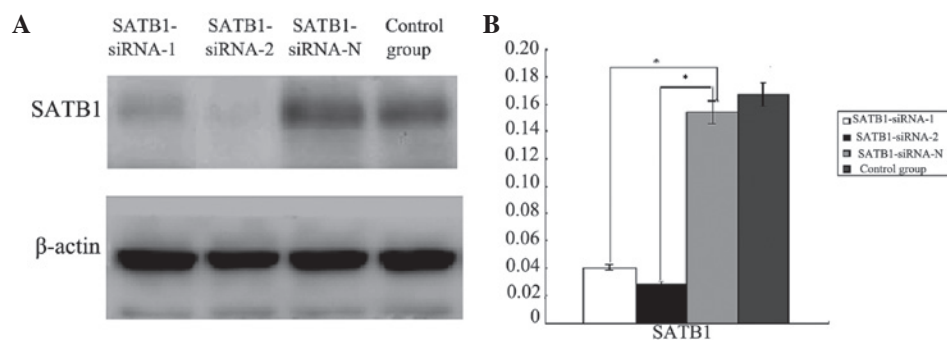 A
SATB1-
siRNA-1
SATB1-
siRNA-2
SATB1-
siRNA-N
Control
group
SATB1
β-actin
B
0.20
0.18
0.16
0.14
0.12
0.10
0.08
0.06
0.04
0.02
0
*
*
SATB1
SATB1-siRNA-1
SATB1-siRNA-2
SATB1-siRNA-N
Control group